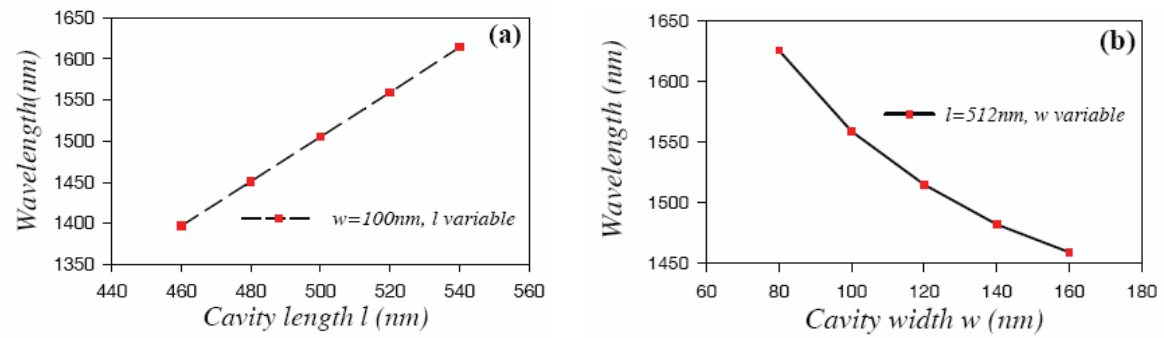 1650
1600
1550
1500
1450
1400
1350
440 460 480 500 520 540 560
Wavelength(nm)
Cavity length l (nm)
(a)
w=100nm, l variable
1650
1600
1550
1500
1450
60 80 100 120 140 160 180
Wavelength (nm)
Cavity width w (nm)
(b)
l=512nm, w variable